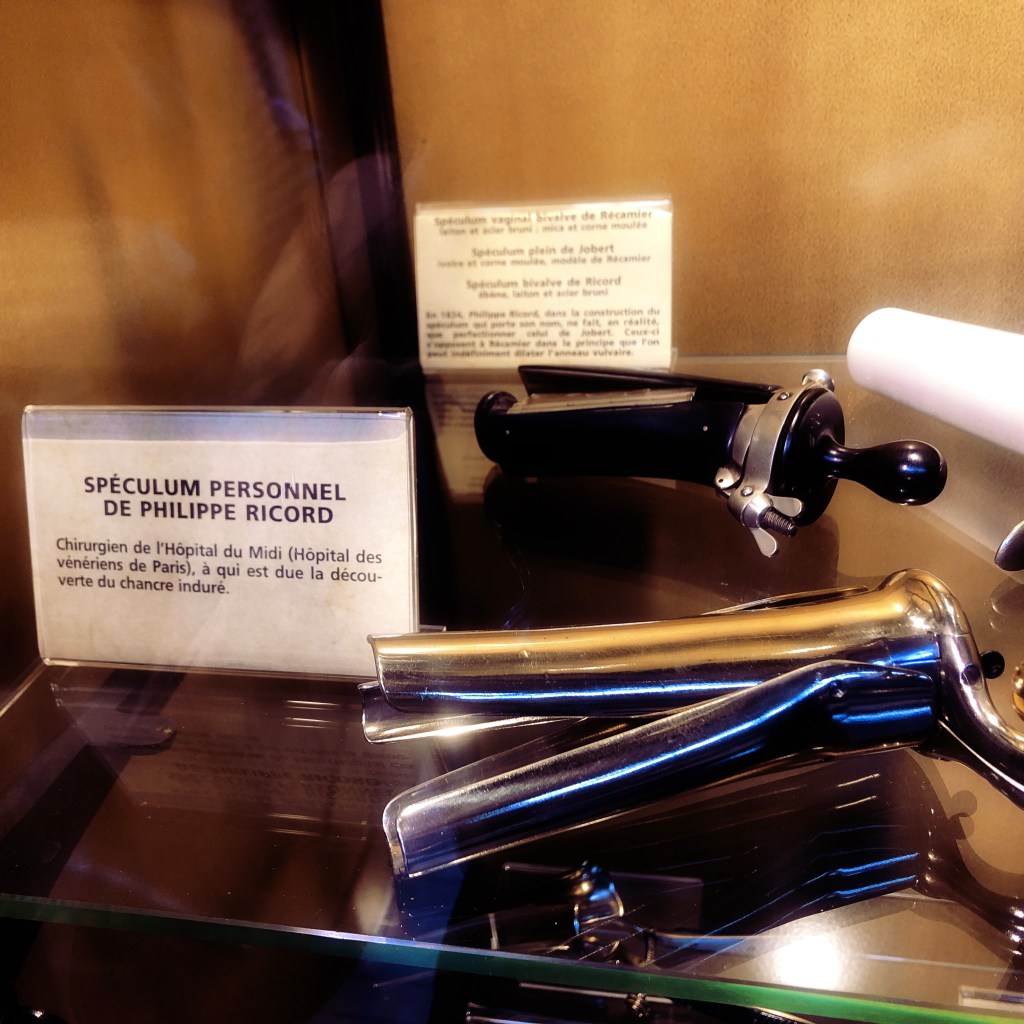 Spéculum vaginal bivalve de Récamier
laiton et acier bruni ; mica et corne moulée
Spéculum plein de Jobert
ivoire et corne moulée, modèle de Récamier
Spéculum bivalve de Ricord
ébène, laiton et acier bruni
En 1834, Philippe Ricord, dans la construction du
spéculum qui porte son nom, ne fait, en réalité,
que perfectionner celui de Jobert. Ceux-ci
s'opposent à Récamier dans le principe que l'on
peut indéfiniment dilater l'anneau vulvaire.
SPÉCULUM PERSONNEL
DE PHILIPPE RICORD
Chirurgien de l'Hôpital du Midi (Hôpital des
vénériens de Paris), à qui est due la décou-
verte du chancre induré.